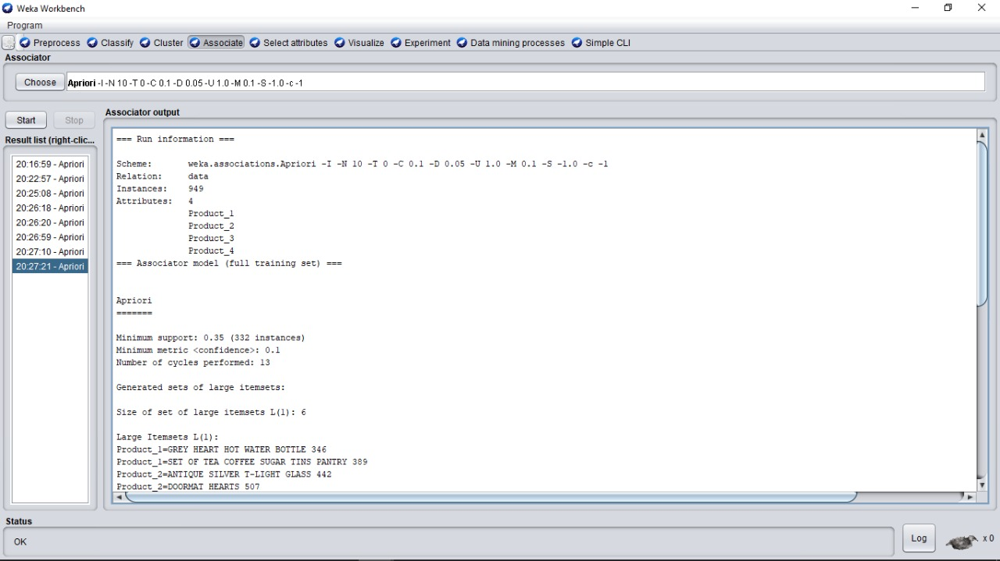 Weka Workbench
Program
Preprocess Classify Cluster Associate Select attributes Visualize Experiment Data mining processes Simple CLI
Associator
Choose Apriori -I -N 10 -T 0 -C 0.1 -D 0.05 -U 1.0 -M 0.1 -S -1.0 -c -1
Start Stop
Result list (right-clic...
20:16:59 - Apriori
20:22:57 - Apriori
20:25:08 - Apriori
20:26:18 - Apriori
20:26:20 - Apriori
20:26:59 - Apriori
20:27:10 - Apriori
20:27:21 - Apriori
Associator output
=== Run information ===
Scheme: weka.associations.Apriori -I -N 10 -T 0 -C 0.1 -D 0.05 -U 1.0 -M 0.1 -S -1.0 -c -1
Relation: data
Instances: 949
Attributes: 4
Product_1
Product_2
Product_3
Product_4
=== Associator model (full training set) ===
Apriori
=======
Minimum support: 0.35 (332 instances)
Minimum metric <confidence>: 0.1
Number of cycles performed: 13
Generated sets of large itemsets:
Size of set of large itemsets L(1): 6
Large Itemsets L(1):
Product_1=GREY HEART HOT WATER BOTTLE 346
Product_1=SET OF TEA COFFEE SUGAR TINS PANTRY 389
Product_2=ANTIQUE SILVER T-LIGHT GLASS 442
Product_2=DOORMAT HEARTS 507
Status
OK
Log
x 0